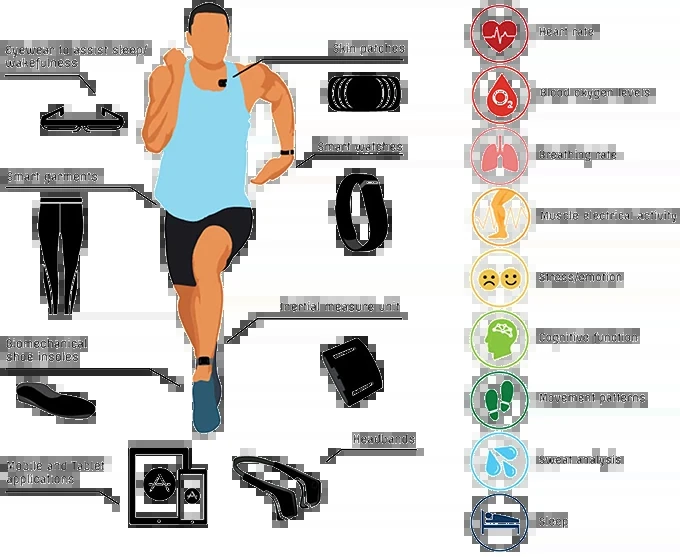 Eyewear to assist sleep/
wakefulness
Skin patches
Smart garments
Smart watches
Inertial measure unit
Biomechanical
shoe insoles
Mobile and Tablet
applications
Headbands
Heart rate
Blood oxygen levels
O2
Breathing rate
Muscle electrical activity
Stress/emotion
Cognitive function
Movement patterns
Sweat analysis
Sleep